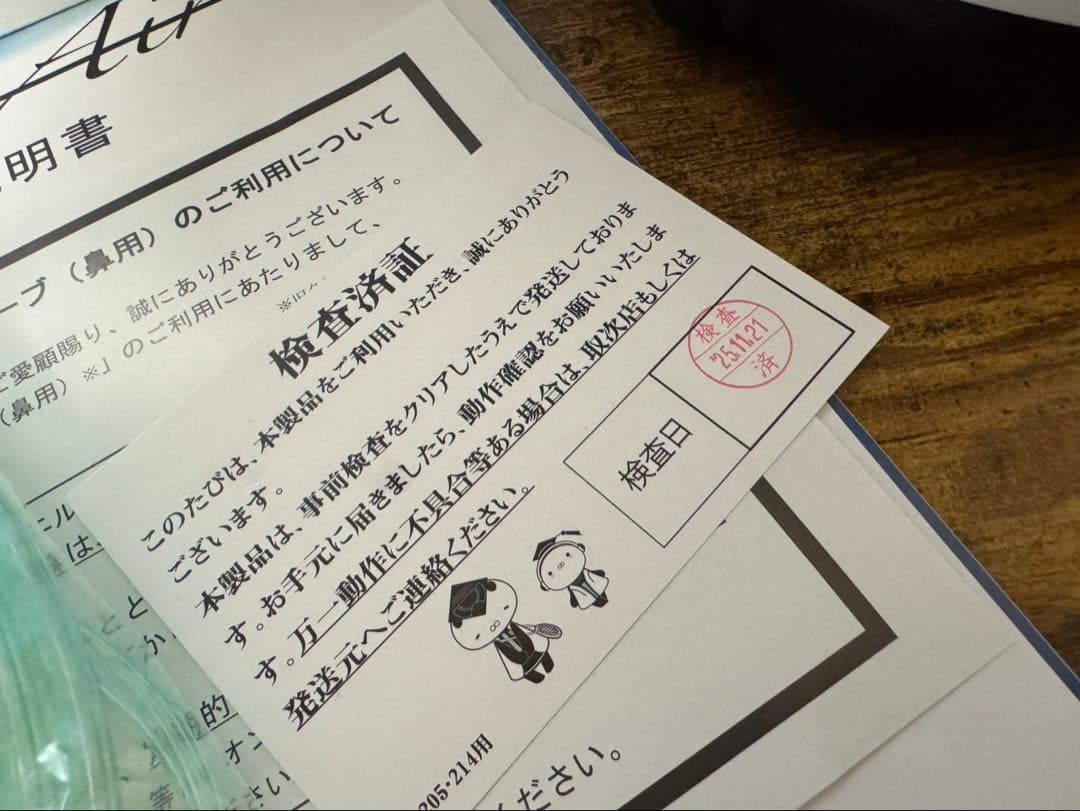 Air
明書
ーブ（鼻用）のご利用について
ご愛顧賜り、誠にありがとうございます。
（鼻用）※」のご利用にあたりまして、
検査済証
このたびは、本製品をご利用いただき、誠にありがとう
ございます。
本製品は、事前検査をクリアしたうえで発送しておりま
す。お手元に届きましたら、動作確認をお願いいたしま
す。万一動作に不具合等ある場合は、取次店もしくは
発送元へご連絡ください。
検査日
検査
'25.11.21
済
205・214用
ください。